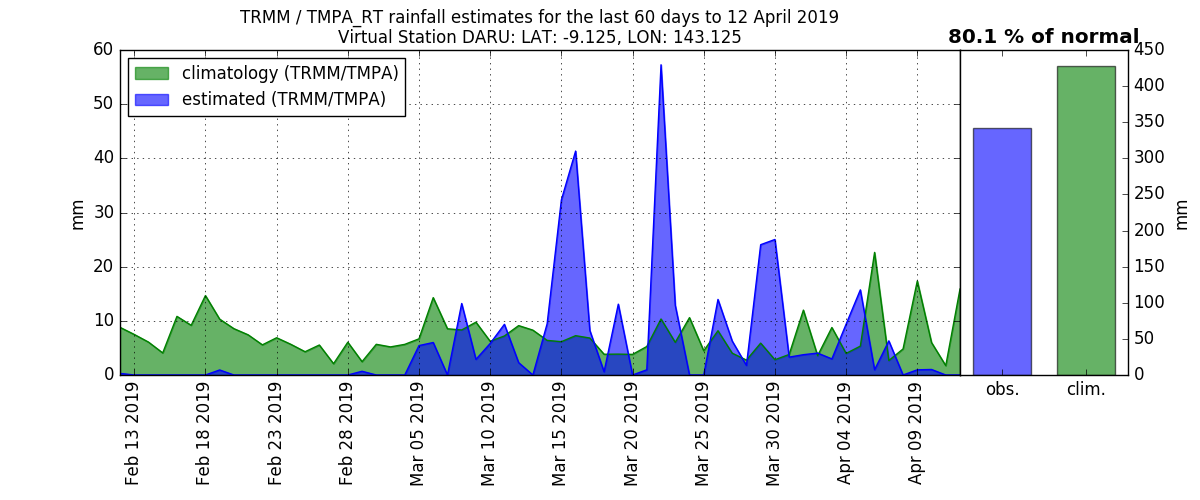 TRMM / TMPA_RT rainfall estimates for the last 60 days to 12 April 2019
Virtual Station DARU: LAT: -9.125, LON: 143.125
80.1 % of normal
climatology (TRMM/TMPA)
estimated (TRMM/TMPA)
60
50
40
30
20
10
0
mm
Feb 13 2019
Feb 18 2019
Feb 23 2019
Feb 28 2019
Mar 05 2019
Mar 10 2019
Mar 15 2019
Mar 20 2019
Mar 25 2019
Mar 30 2019
Apr 04 2019
Apr 09 2019
450
400
350
300
250
200
150
100
50
0
mm
obs.
clim.